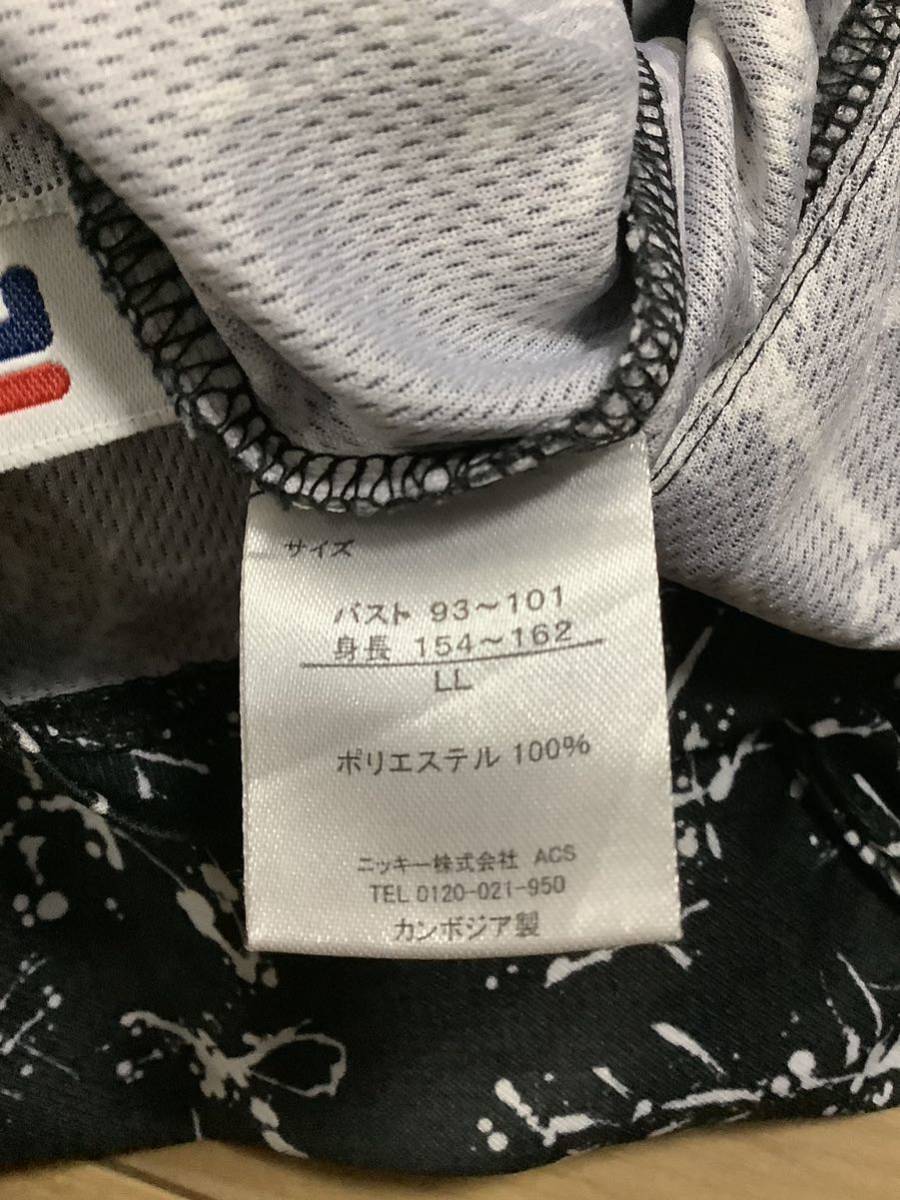 サイズ
バスト 93～101
身長 154～162
LL
ポリエステル 100%
ニッキー株式会社 ACS
TEL 0120-021-950
カンボジア製